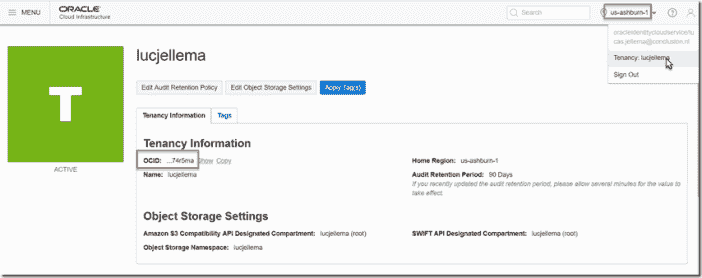 MENU
ORACLE
Cloud Infrastructure
Search
us-ashburn-1
oracleidentitycloudservice/lu
cas.jellema@conclusion.nl
Tenancy: lucjellema
Sign Out
T
ACTIVE
lucjellema
Edit Audit Retention Policy
Edit Object Storage Settings
Apply Tag(s)
Tenancy Information
Tags
Tenancy Information
OCID: ...74r5ma Show Copy
Home Region: us-ashburn-1
Name: lucjellema
Audit Retention Period: 90 Days
If you recently updated the audit retention period, please allow several minutes for the value to
take effect.
Object Storage Settings
Amazon S3 Compatibility API Designated Compartment: lucjellema (root)
SWIFT API Designated Compartment: lucjellema (root)
Object Storage Namespace: lucjellema